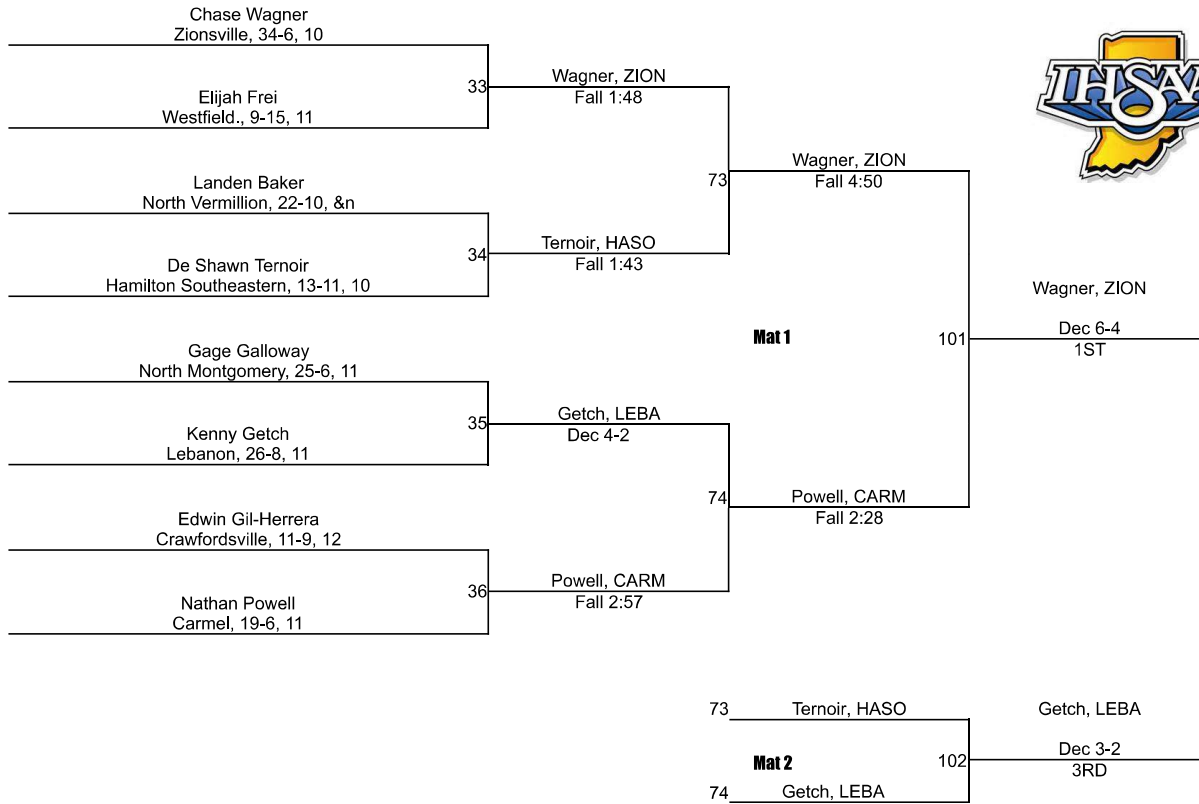 Chase Wagner
Zionsville, 34-6, 10
33
Elijah Frei
Westfield., 9-15, 11
Wagner, ZION
Fall 1:48
73
Landen Baker
North Vermillion, 22-10, &n
34
De Shawn Ternoir
Hamilton Southeastern, 13-11, 10
Ternoir, HASO
Fall 1:43
Wagner, ZION
Fall 4:50
IHSAA
Mat 1
101
Wagner, ZION
Dec 6-4
1ST
Gage Galloway
North Montgomery, 25-6, 11
35
Kenny Getch
Lebanon, 26-8, 11
Getch, LEBA
Dec 4-2
74
Edwin Gil-Herrera
Crawfordsville, 11-9, 12
36
Nathan Powell
Carmel, 19-6, 11
Powell, CARM
Fall 2:57
Powell, CARM
Fall 2:28
73
Ternoir, HASO
Mat 2
102
74
Getch, LEBA
Getch, LEBA
Dec 3-2
3RD